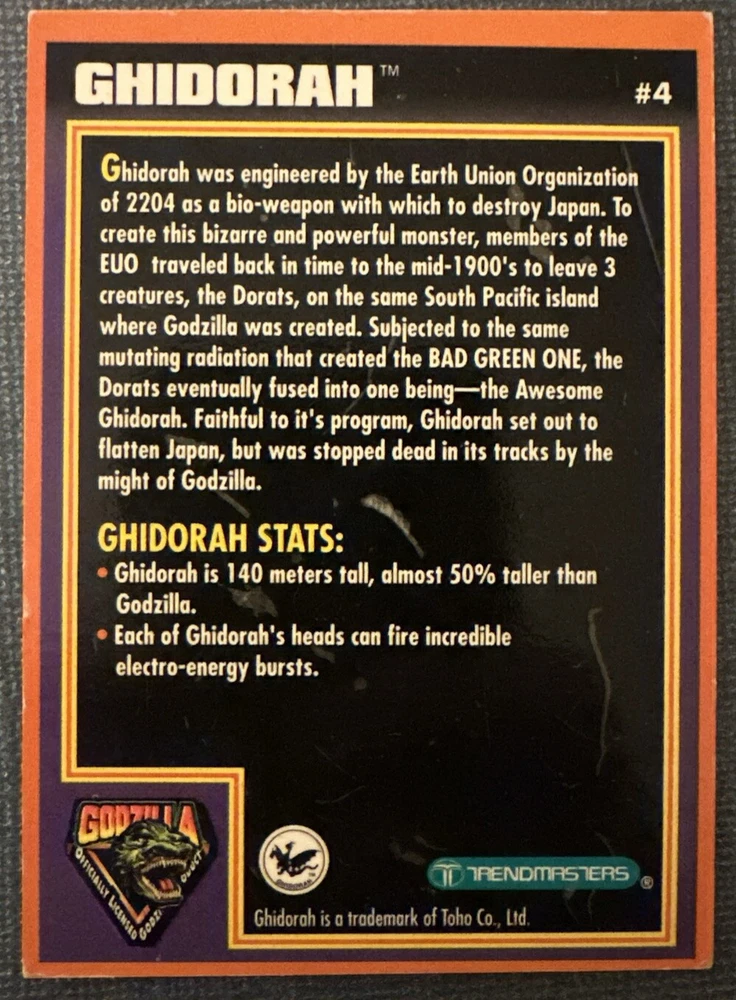 GHIDORAH™
#4
Ghidorah was engineered by the Earth Union Organization
of 2204 as a bio-weapon with which to destroy Japan. To
create this bizarre and powerful monster, members of the
EUO traveled back in time to the mid-1900's to leave 3
creatures, the Dorats, on the same South Pacific island
where Godzilla was created. Subjected to the same
mutating radiation that created the BAD GREEN ONE, the
Dorats eventually fused into one being—the Awesome
Ghidorah. Faithful to it's program, Ghidorah set out to
flatten Japan, but was stopped dead in its tracks by the
might of Godzilla.
GHIDORAH STATS:
• Ghidorah is 140 meters tall, almost 50% taller than
Godzilla.
• Each of Ghidorah's heads can fire incredible
electro-energy bursts.
GODZILLA
OFFICIALLY LICENSED
GHIDORAH™
TRENDMASTERS®
Ghidorah is a trademark of Toho Co., Ltd.